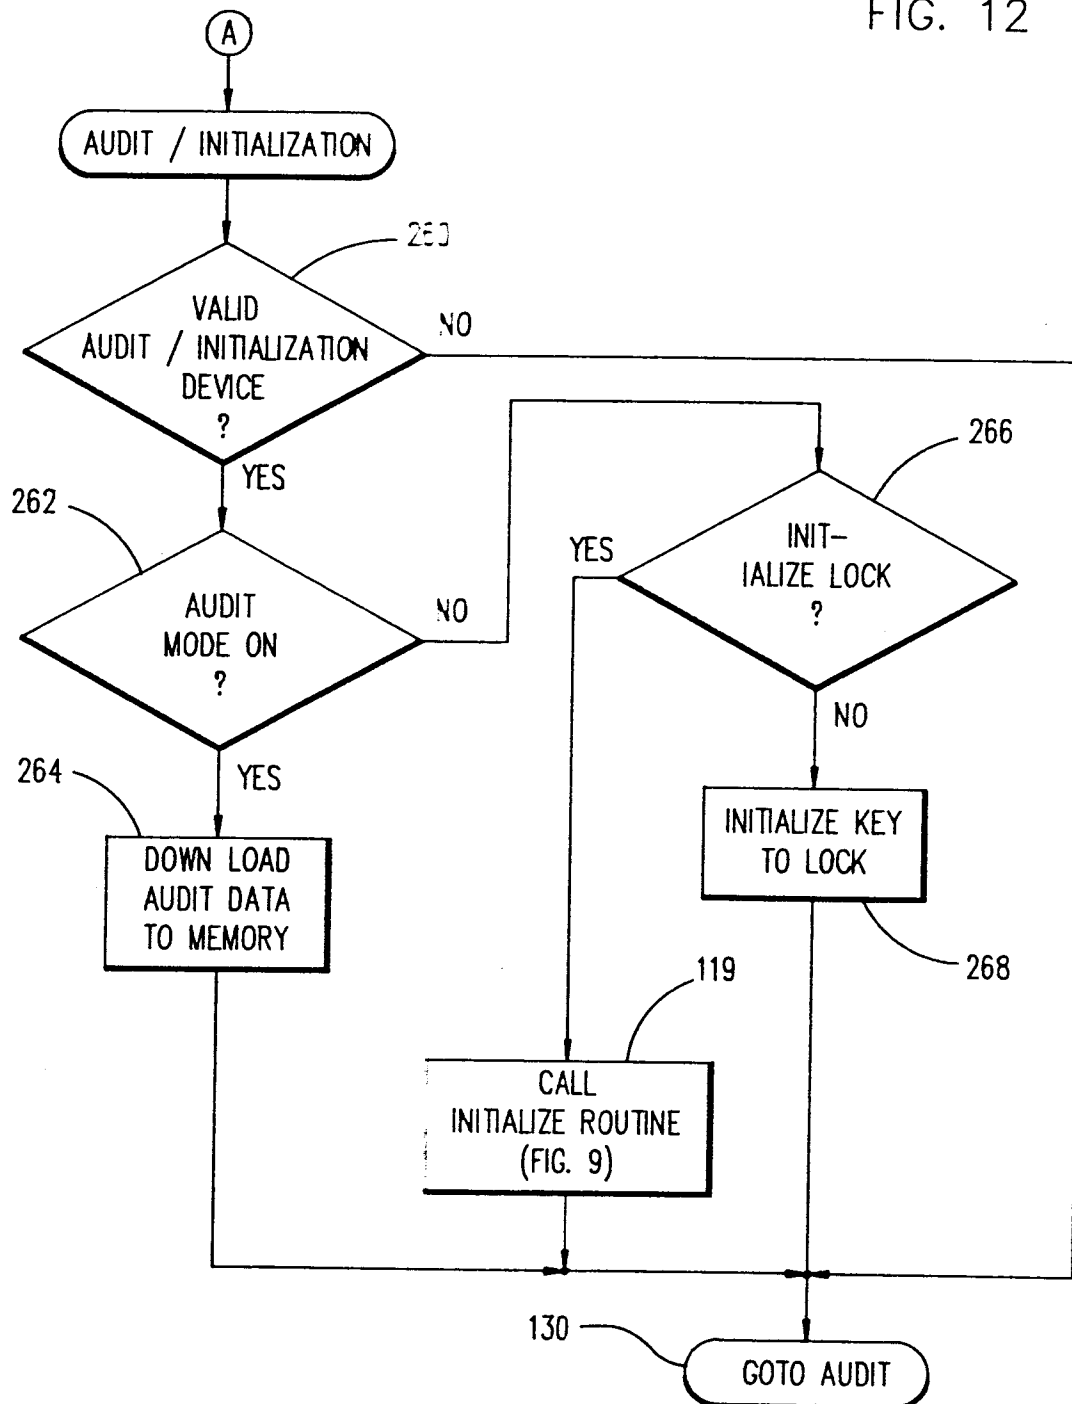 FIG. 12
A
AUDIT / INITIALIZATION
VALID
AUDIT / INITIALIZATION
DEVICE
?
NO
YES
262
AUDIT
MODE ON
?
NO
YES
266
INIT-
IALIZE LOCK
?
YES
NO
264
DOWN LOAD
AUDIT DATA
TO MEMORY
INITIALIZE KEY
TO LOCK
268
119
CALL
INITIALIZE ROUTINE
(FIG. 9)
130
GOTO AUDIT